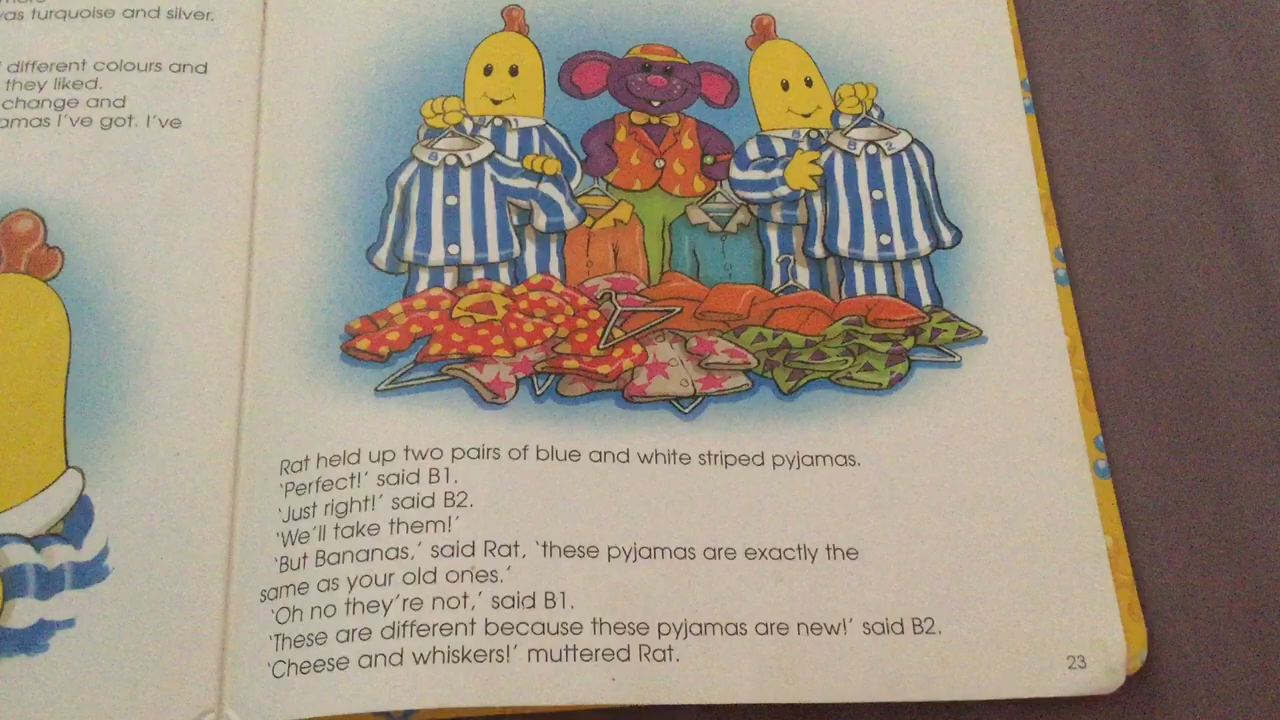 was turquoise and silver.
different colours and
they liked.
change and
I've got. I've
B 1
B 2
Rat held up two pairs of blue and white striped pyjamas.
‘Perfect!’ said B1.
‘Just right!’ said B2.
‘We’ll take them!’
‘But Bananas,’ said Rat, ‘these pyjamas are exactly the
same as your old ones.’
‘Oh no they’re not,’ said B1.
‘These are different because these pyjamas are new!’ said B2.
‘Cheese and whiskers!’ muttered Rat.
23